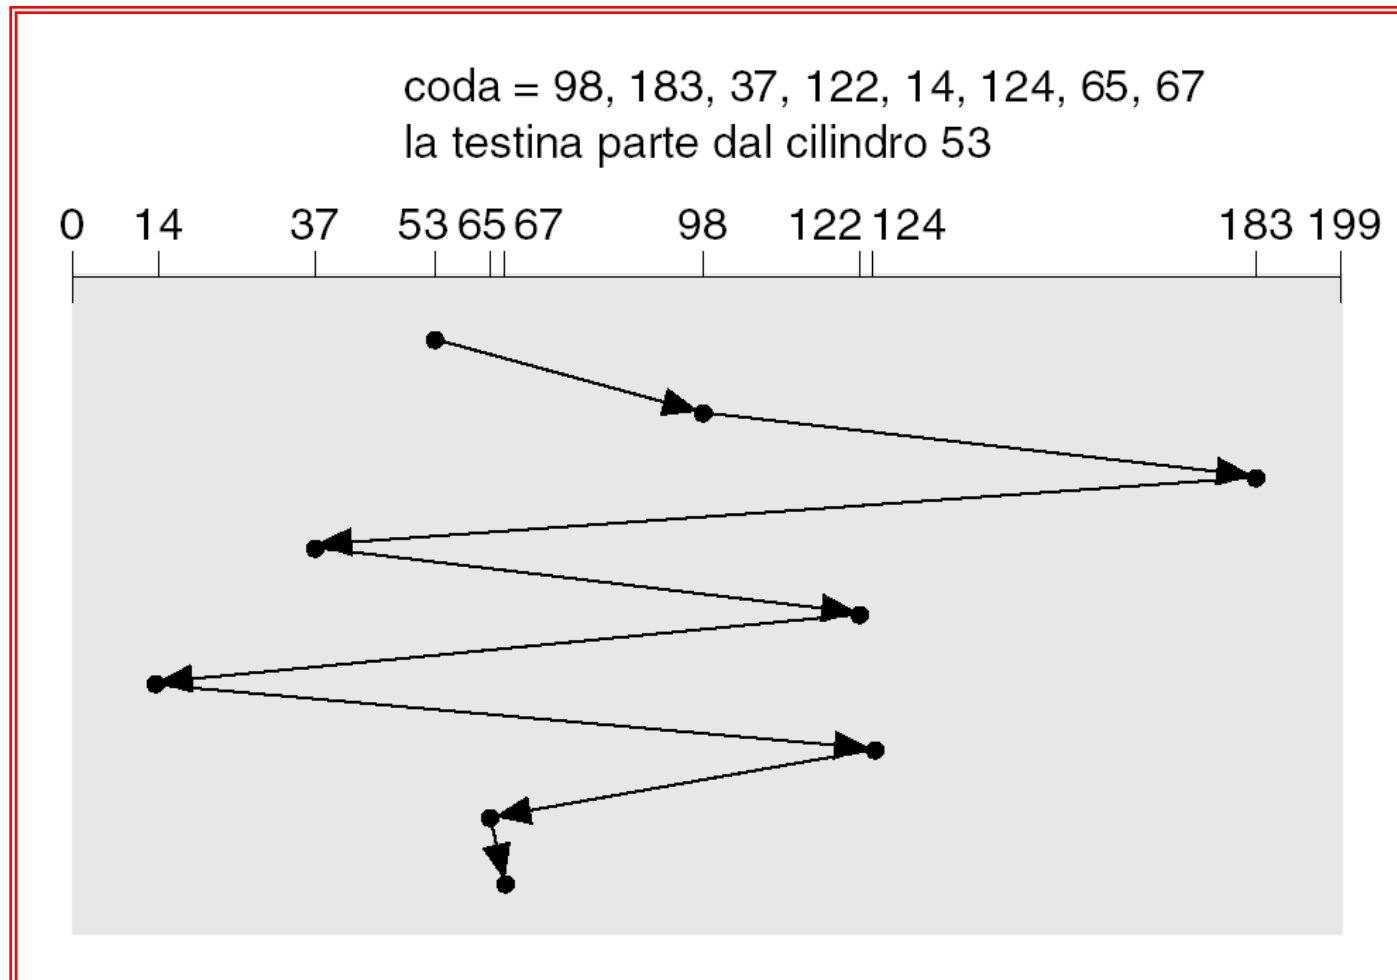 coda = 98, 183, 37, 122, 14, 124, 65, 67
la testina parte dal cilindro 53
0 14 37 53 65 67 98 122 124 183 199